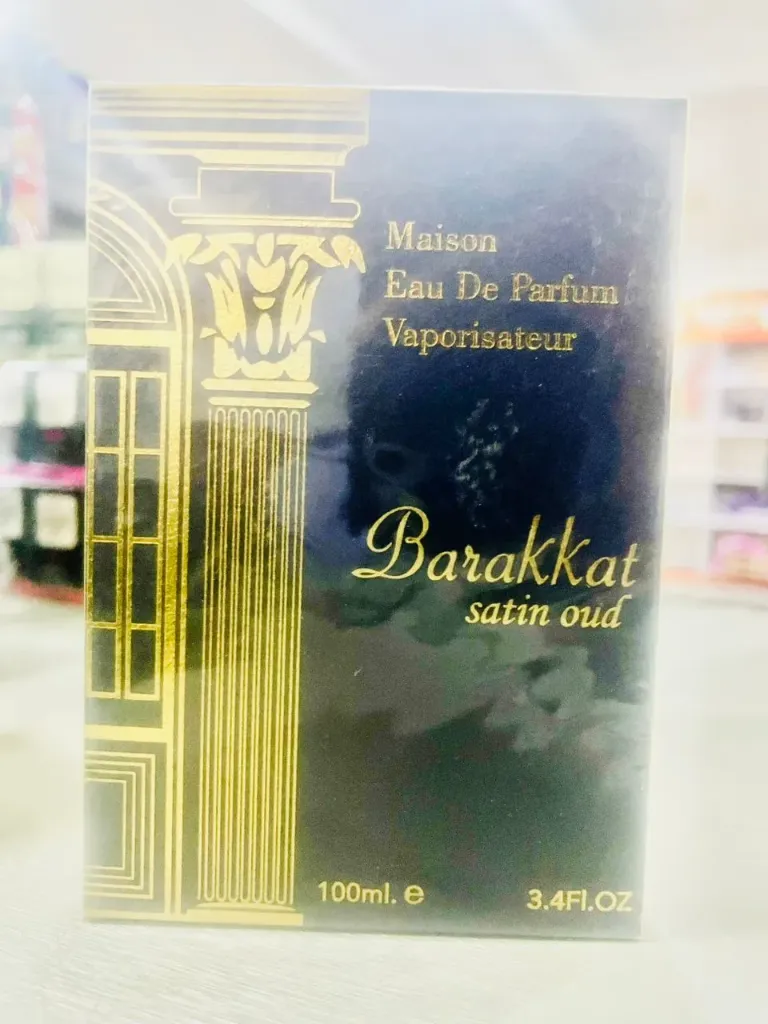 Maison
Eau De Parfum
Vaporisateur
Barakkat
satin oud
100ml. e
3.4Fl.OZ